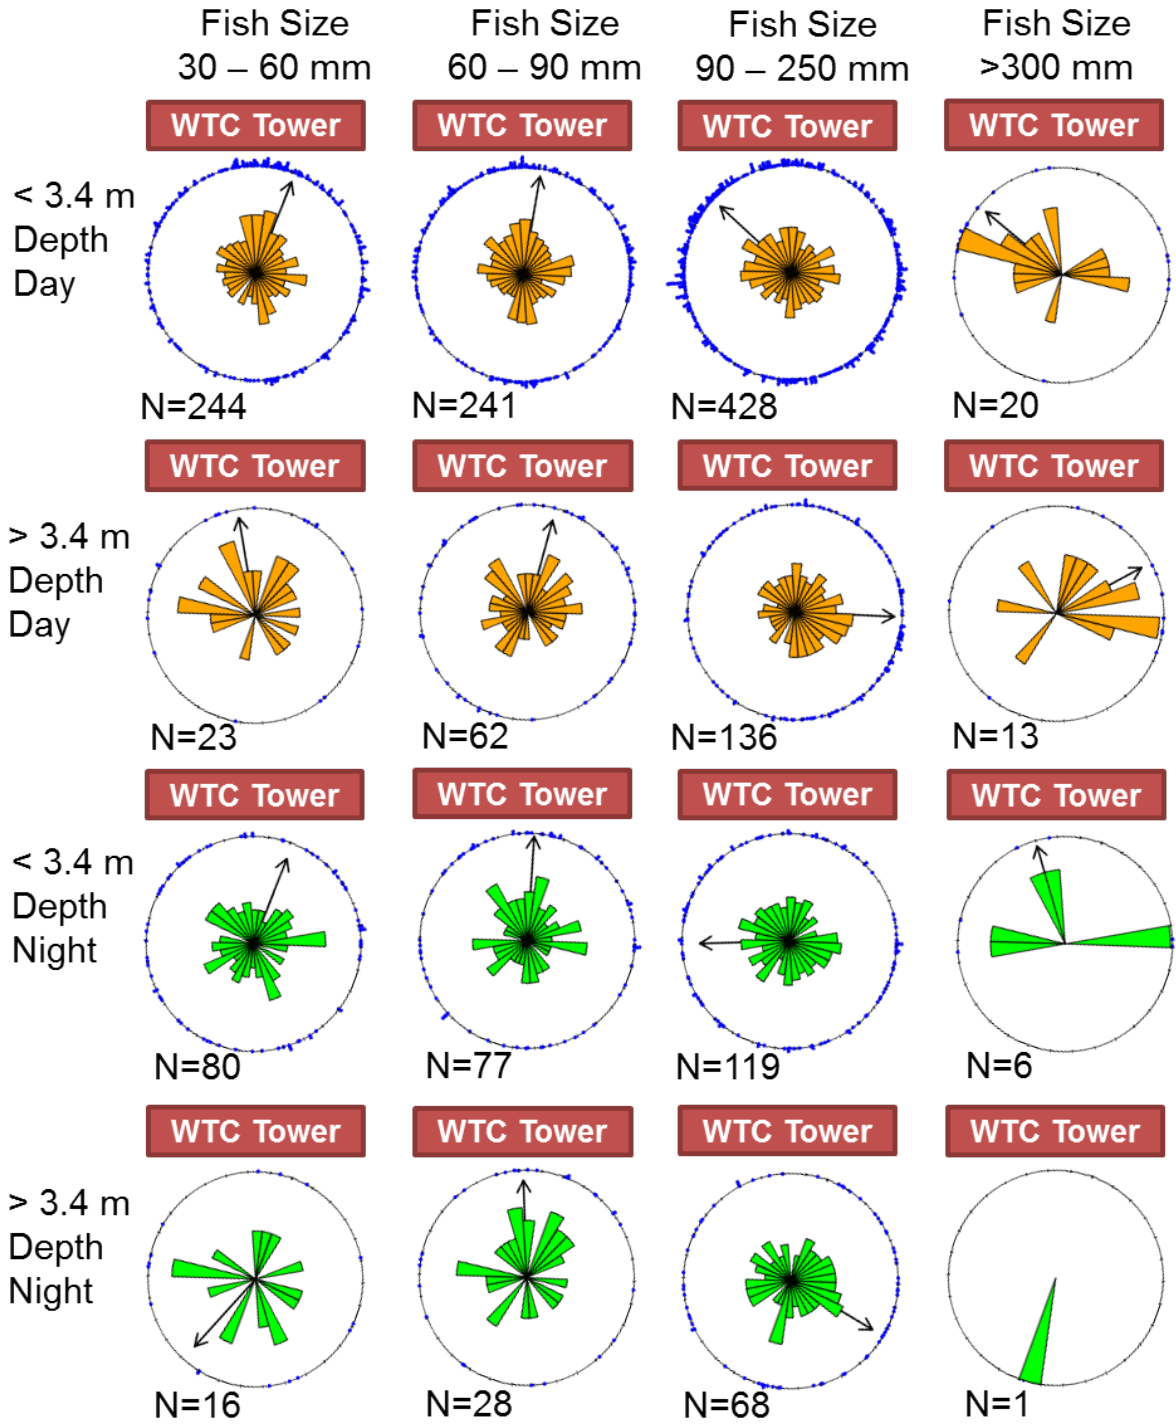 Fish Size
30 – 60 mm
Fish Size
60 – 90 mm
Fish Size
90 – 250 mm
Fish Size
>300 mm
WTC Tower
WTC Tower
WTC Tower
WTC Tower
< 3.4 m
Depth
Day
N=244
N=241
N=428
N=20
WTC Tower
WTC Tower
WTC Tower
WTC Tower
> 3.4 m
Depth
Day
N=23
N=62
N=136
N=13
WTC Tower
WTC Tower
WTC Tower
WTC Tower
< 3.4 m
Depth
Night
N=80
N=77
N=119
N=6
WTC Tower
WTC Tower
WTC Tower
WTC Tower
> 3.4 m
Depth
Night
N=16
N=28
N=68
N=1